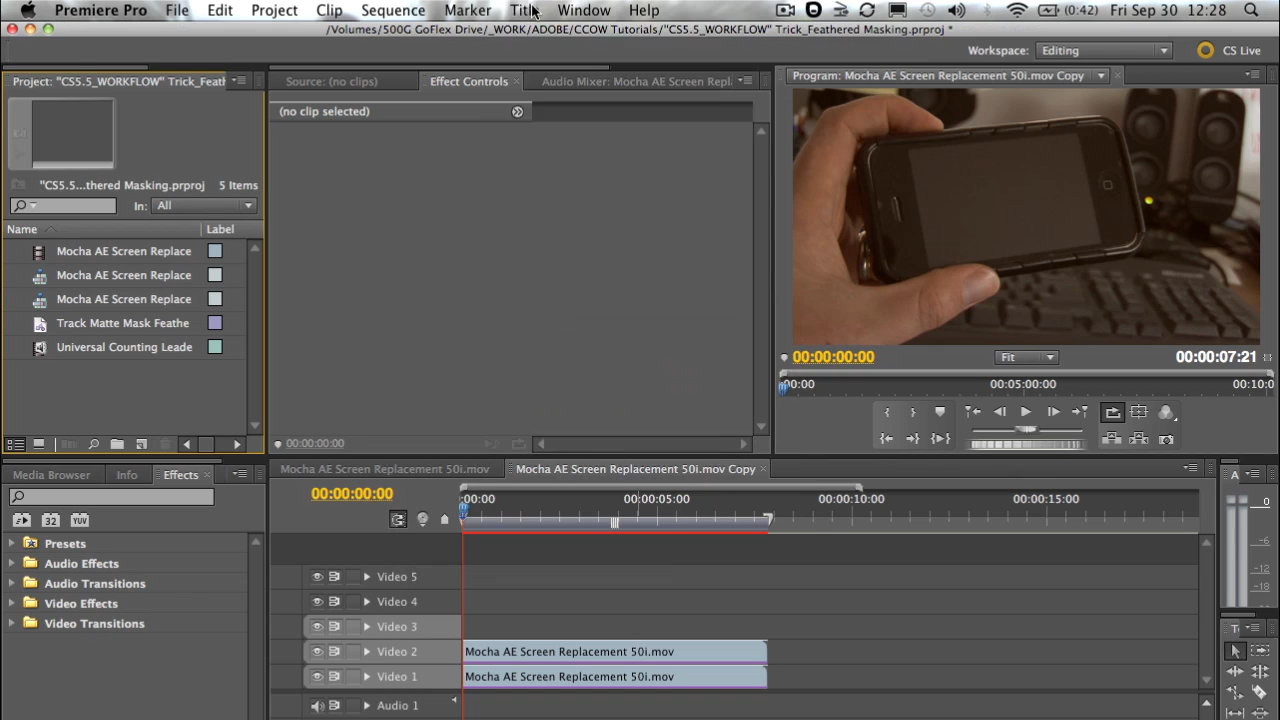 Premiere Pro File Edit Project Clip Sequence Marker Title Window Help (0:42) Fri Sep 30 12:28
/Volumes/500G GoFlex Drive/_WORK/ADOBE/CCOW Tutorials/"CS5.5_WORKFLOW" Trick_Feathered Masking.prproj *
Workspace: Editing CS Live
Project: "CS5.5_WORKFLOW" Trick_Feath
Source: (no clips) Effect Controls × Audio Mixer: Mocha AE Screen Repl
Program: Mocha AE Screen Replacement 50i.mov Copy ×
(no clip selected)
"CS5.5...thered Masking.prproj 5 Items
In: All
Name Label
Mocha AE Screen Replace
Mocha AE Screen Replace
Mocha AE Screen Replace
Track Matte Mask Feathe
Universal Counting Leade
00:00:00:00 Fit 00:00:07:21
00:00 00:05:00:00 00:10:0
00:00:00:00
Media Browser Info Effects ×
Mocha AE Screen Replacement 50i.mov Mocha AE Screen Replacement 50i.mov Copy ×
A
00:00:00:00 00:00 00:00:05:00 00:00:10:00 00:00:15:00
32 YUV
Presets
Audio Effects
Audio Transitions
Video Effects
Video Transitions
Video 5
Video 4
Video 3
Video 2 Mocha AE Screen Replacement 50i.mov
Video 1 Mocha AE Screen Replacement 50i.mov
Audio 1
0
-6
-12
-18
T